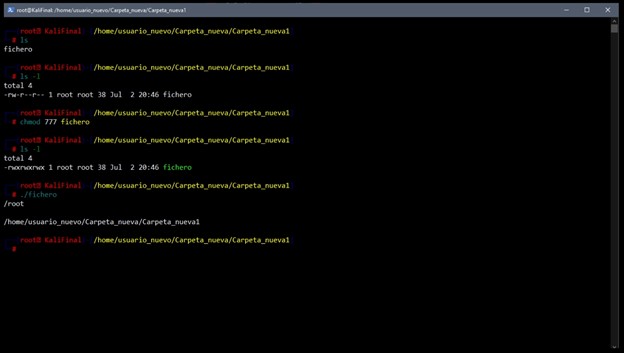 root@KaliFinal: /home/usuario_nuevo/Carpeta_nueva/Carpeta_nueva1
root@ KaliFinal /home/usuario_nuevo/Carpeta_nueva/Carpeta_nueva1
# ls
fichero
root@ KaliFinal /home/usuario_nuevo/Carpeta_nueva/Carpeta_nueva1
# ls -l
total 4
-rw-r--r-- 1 root root 38 Jul  2 20:46 fichero
root@ KaliFinal /home/usuario_nuevo/Carpeta_nueva/Carpeta_nueva1
# chmod 777 fichero
root@ KaliFinal /home/usuario_nuevo/Carpeta_nueva/Carpeta_nueva1
# ls -l
total 4
-rwxrwxrwx 1 root root 38 Jul  2 20:46 fichero
root@ KaliFinal /home/usuario_nuevo/Carpeta_nueva/Carpeta_nueva1
# ./fichero
/root
/home/usuario_nuevo/Carpeta_nueva/Carpeta_nueva1
root@ KaliFinal /home/usuario_nuevo/Carpeta_nueva/Carpeta_nueva1
#